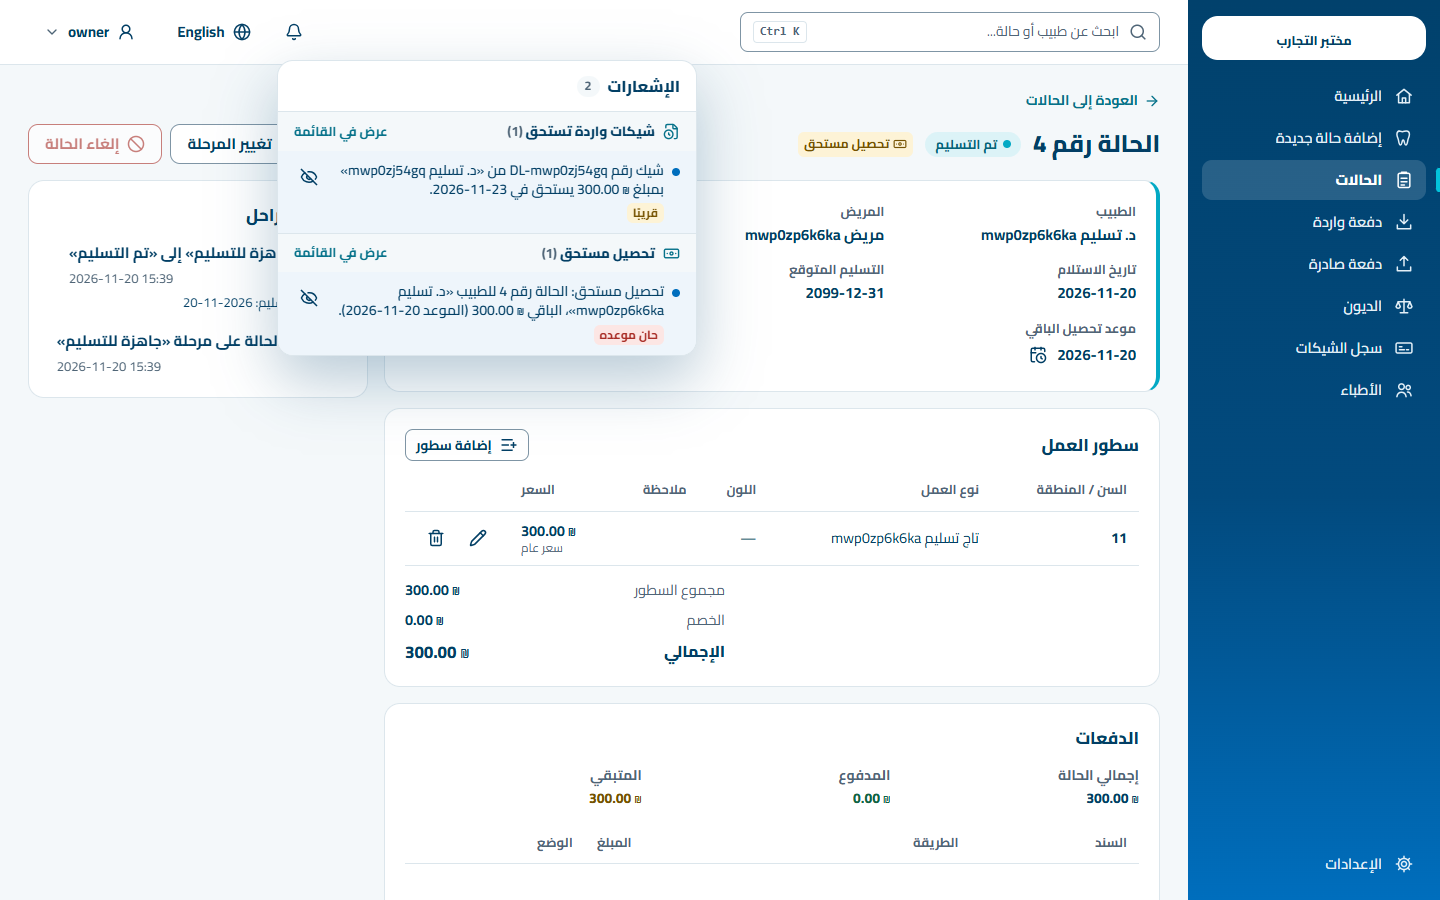 مختبر التجارب
الرئيسية
إضافة حالة جديدة
الحالات
دفعة واردة
دفعة صادرة
الديون
سجل الشيكات
الأطباء
الإعدادات
ابحث عن طبيب أو حالة...
Ctrl K
English
owner
الإشعارات 2
شيكات واردة تستحق (1)
عرض في القائمة
شيك رقم DL-mwp0zj54gq من «د. تسليم mwp0zj54gq»
بمبلغ ₪ 300.00 يستحق في 23-11-2026.
قريبًا
تحصيل مستحق (1)
عرض في القائمة
تحصيل مستحق: الحالة رقم 4 للطبيب «د. تسليم
mwp0zp6k6ka»، الباقي ₪ 300.00 (الموعد 20-11-2026).
حان موعده
العودة إلى الحالات
الحالة رقم 4
تم التسليم
تحصيل مستحق
تغيير المرحلة
إلغاء الحالة
الطبيب
د. تسليم mwp0zp6k6ka
المريض
مريض mwp0zp6k6ka
تاريخ الاستلام
2026-11-20
التسليم المتوقع
2099-12-31
موعد تحصيل الباقي
2026-11-20
راحل
هزة للتسليم» إلى «تم التسليم»
2026-11-20 15:39
ليم: 2026-11-20
لحالة على مرحلة «جاهزة للتسليم»
2026-11-20 15:39
سطور العمل
إضافة سطور
السن / المنطقة
نوع العمل
اللون
ملاحظة
السعر
11
تاج تسليم mwp0zp6k6ka
—
300.00 ₪
سعر عام
مجموع السطور
300.00 ₪
الخصم
0.00 ₪
الإجمالي
300.00 ₪
الدفعات
إجمالي الحالة
300.00 ₪
المدفوع
0.00 ₪
المتبقي
300.00 ₪
السند
الطريقة
المبلغ
الوضع